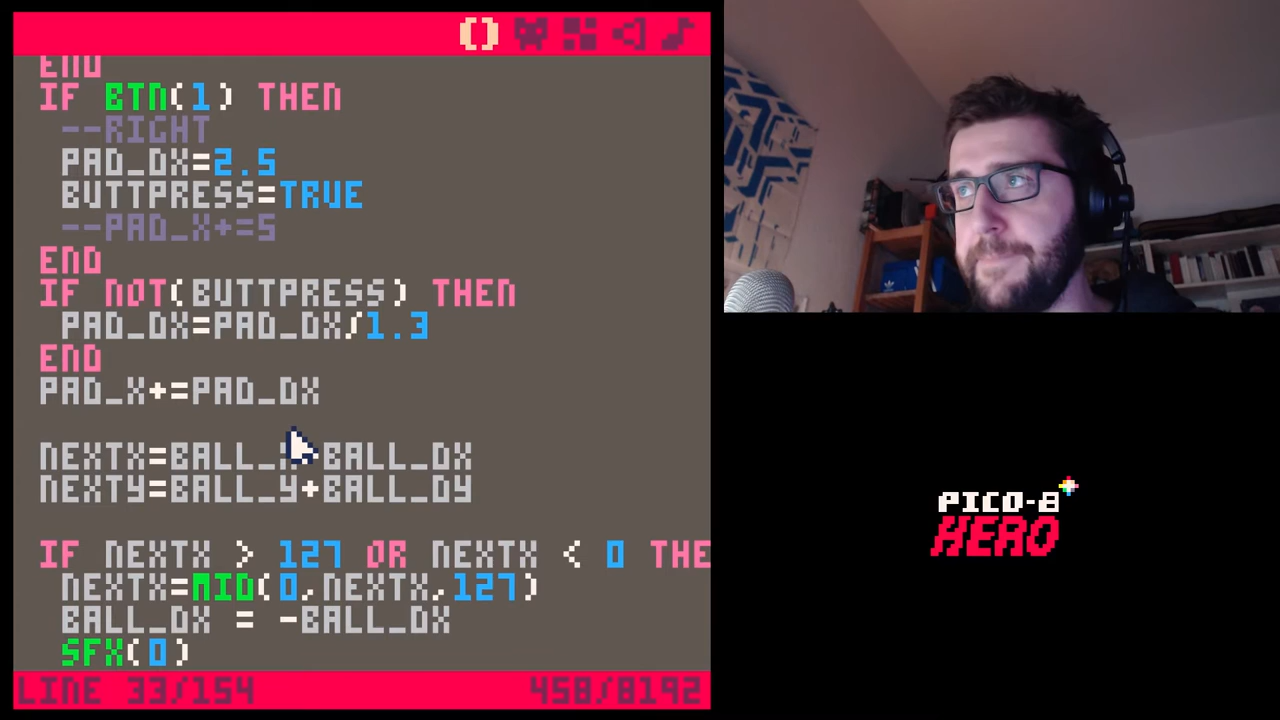 END
IF BTN(1) THEN
--RIGHT
PAD_DX=2.5
BUTTPRESS=TRUE
--PAD_X+=5
END
IF NOT(BUTTPRESS) THEN
PAD_DX=PAD_DX/1.3
END
PAD_X+=PAD_DX
NEXTX=BALL_X+BALL_DX
NEXTY=BALL_Y+BALL_DY
IF NEXTX > 127 OR NEXTX < 0 THE
NEXTX=MID(0,NEXTX,127)
BALL_DX = -BALL_DX
SFX(0)
LINE 33/154 458/8192
PICO-8
HERO